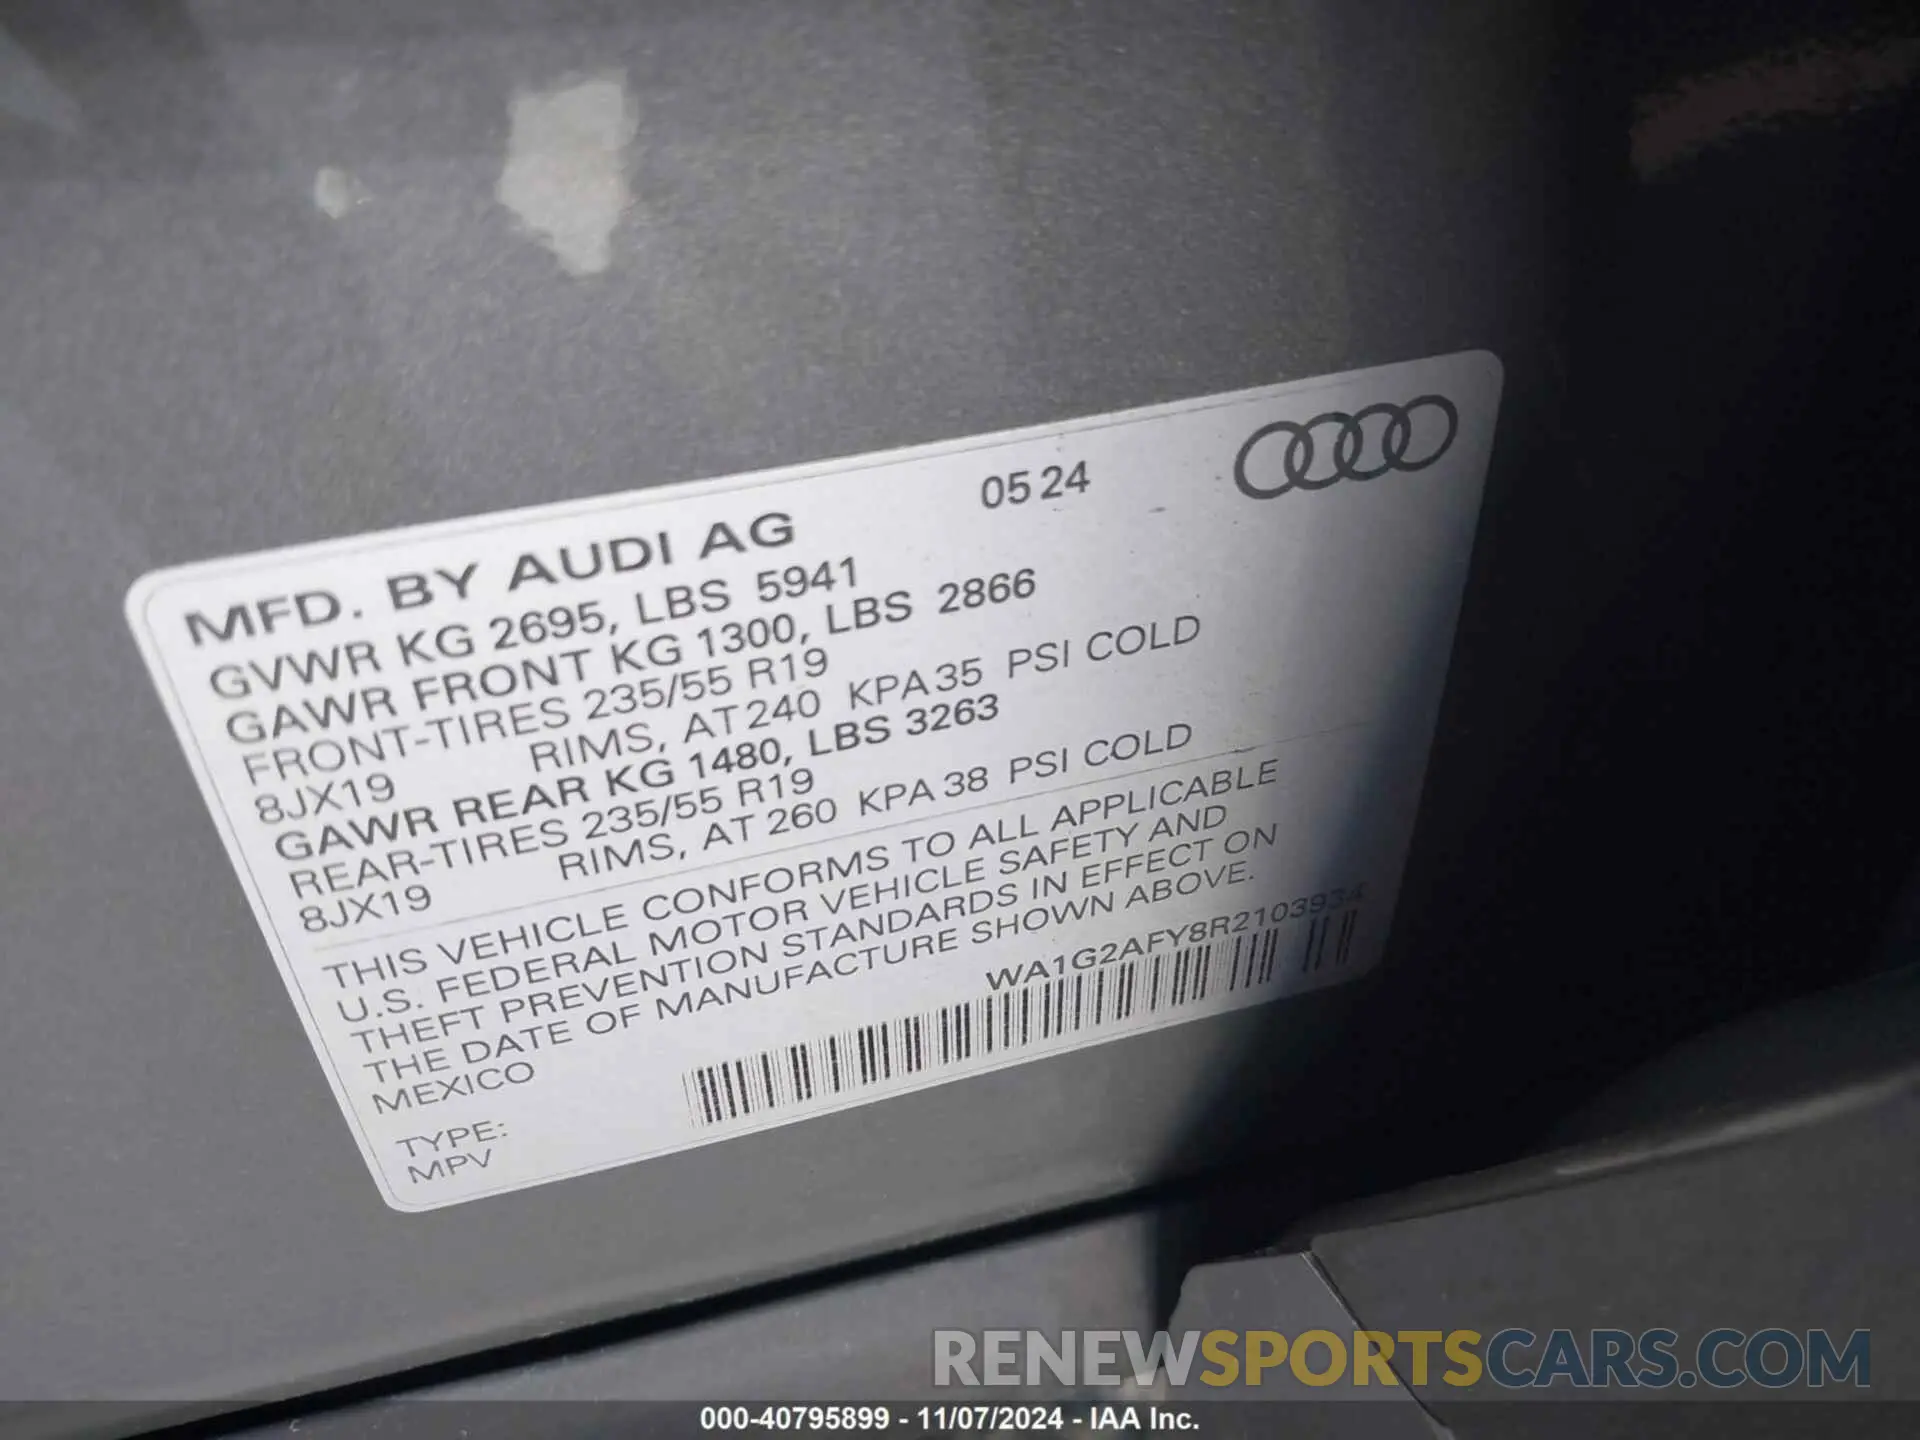 MFD. BY AUDI AG 05 24
GVWR KG 2695, LBS 5941
GAWR FRONT KG 1300, LBS 2866
FRONT-TIRES 235/55 R19
8JX19 RIMS, AT 240 KPA 35 PSI COLD
GAWR REAR KG 1480, LBS 3263
REAR-TIRES 235/55 R19
8JX19 RIMS, AT 260 KPA 38 PSI COLD
THIS VEHICLE CONFORMS TO ALL APPLICABLE
U.S. FEDERAL MOTOR VEHICLE SAFETY AND
THEFT PREVENTION STANDARDS IN EFFECT ON
THE DATE OF MANUFACTURE SHOWN ABOVE.
MEXICO WA1G2AFY8R2103934
TYPE:
MPV
RENEWSPORTSCARS.COM
000-40795899 - 11/07/2024 - IAA Inc.